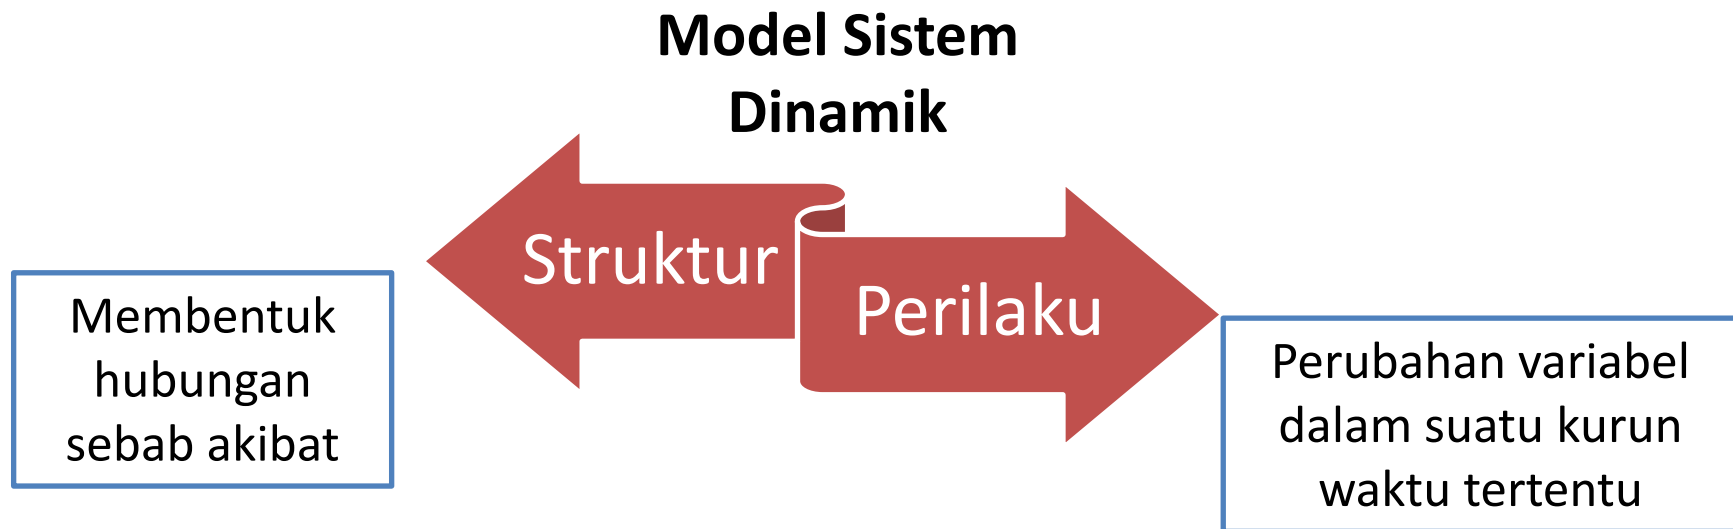 Model Sistem
Dinamik
Struktur
Perilaku
Membentuk
hubungan
sebab akibat
Perubahan variabel
dalam suatu kurun
waktu tertentu